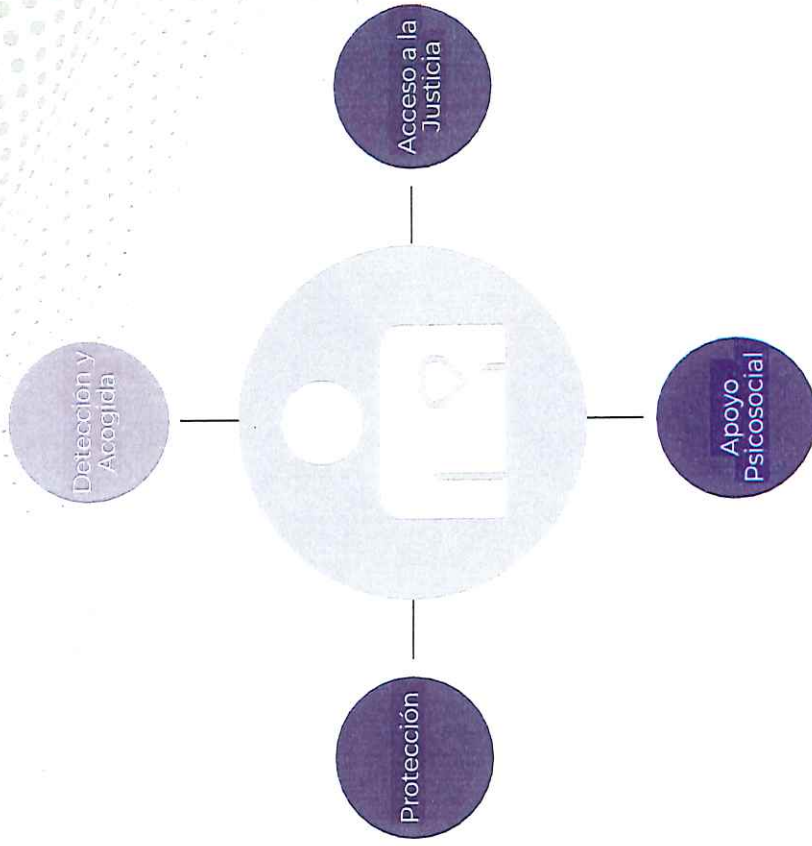 Detección y
Acogida
Acceso a la
Justicia
Protección
Apoyo
Psicosocial